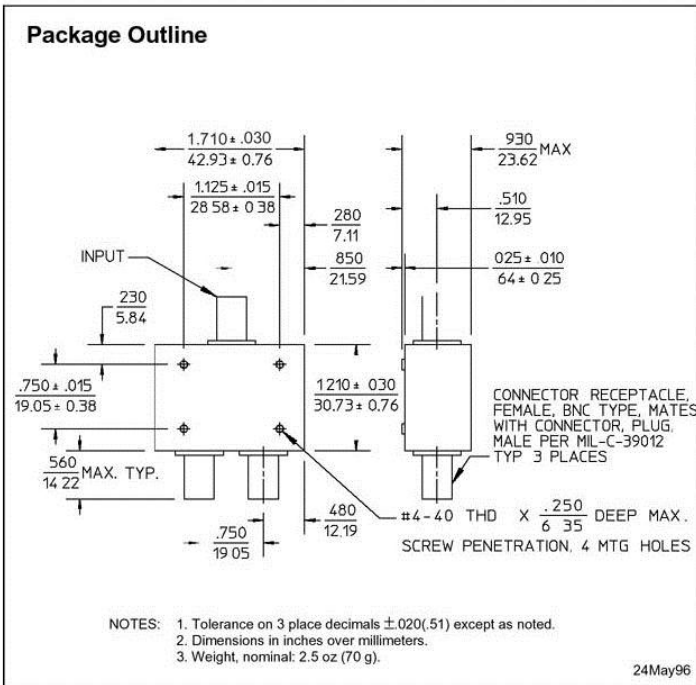 Package Outline
1.710 ± .030
42.93 ± 0.76
930
23.62
MAX
1.125 ± .015
28 58 ± 0 38
.510
12.95
280
7.11
INPUT
850
21.59
025 ± .010
64 ± 0 25
230
5.84
.750 ± .015
19.05 ± 0.38
1210 ± 030
30.73 ± 0.76
CONNECTOR RECEPTACLE,
FEMALE, BNC TYPE, MATES
WITH CONNECTOR, PLUG.
MALE PER MIL-C-39012
TYP 3 PLACES
560
14 22
MAX. TYP.
480
12.19
#4-40 THD X .250
6 35
DEEP MAX.
SCREW PENETRATION. 4 MTG HOLES
.750
19 05
NOTES: 1. Tolerance on 3 place decimals ±.020(.51) except as noted.
2. Dimensions in inches over millimeters.
3. Weight, nominal: 2.5 oz (70 g).
24May96